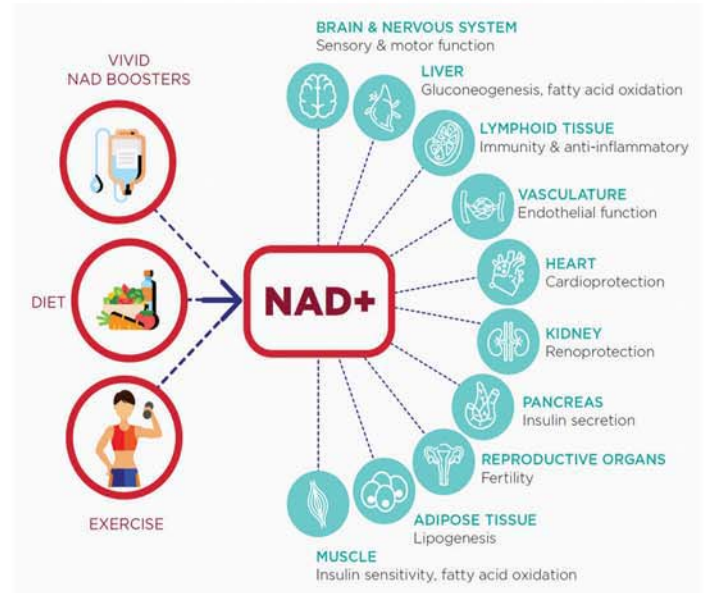 VIVID
NAD BOOSTERS
DIET
EXERCISE
NAD+
BRAIN & NERVOUS SYSTEM
Sensory & motor function
LIVER
Gluconeogenesis, fatty acid oxidation
LYMPHOID TISSUE
Immunity & anti-inflammatory
VASCULATURE
Endothelial function
HEART
Cardioprotection
KIDNEY
Renoprotection
PANCREAS
Insulin secretion
REPRODUCTIVE ORGANS
Fertility
ADIPOSE TISSUE
Lipogenesis
MUSCLE
Insulin sensitivity, fatty acid oxidation